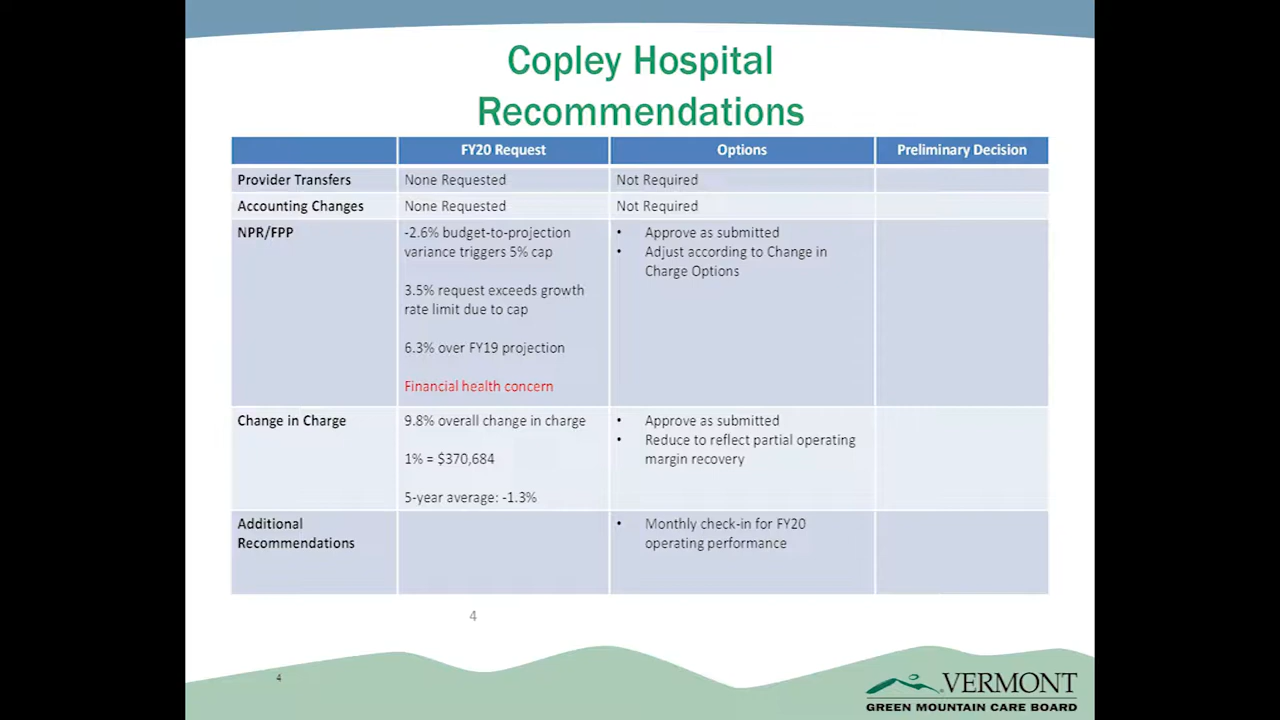 Copley Hospital
Recommendations
FY20 Request
Options
Preliminary Decision
Provider Transfers
None Requested
Not Required
Accounting Changes
None Requested
Not Required
NPR/FPP
-2.6% budget-to-projection
variance triggers 5% cap
3.5% request exceeds growth
rate limit due to cap
6.3% over FY19 projection
Financial health concern
• Approve as submitted
• Adjust according to Change in
Charge Options
Change in Charge
9.8% overall change in charge
1% = $370,684
5-year average: -1.3%
• Approve as submitted
• Reduce to reflect partial operating
margin recovery
Additional
Recommendations
• Monthly check-in for FY20
operating performance
4
4
VERMONT
GREEN MOUNTAIN CARE BOARD